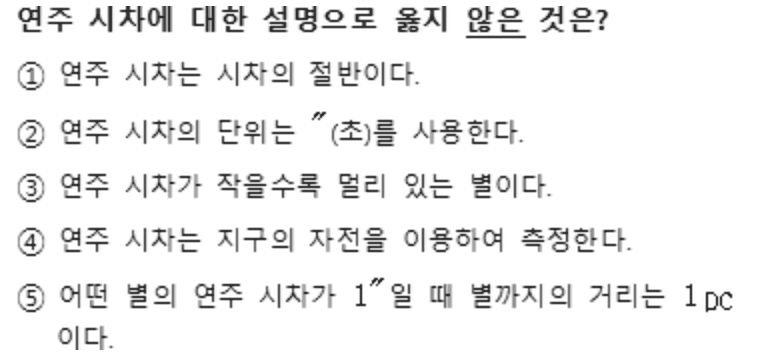 연주 시차에 대한 설명으로 옳지 않은 것은?
① 연주 시차는 시차의 절반이다.
② 연주 시차의 단위는 ″(초)를 사용한다.
③ 연주 시차가 작을수록 멀리 있는 별이다.
④ 연주 시차는 지구의 자전을 이용하여 측정한다.
⑤ 어떤 별의 연주 시차가 1″일 때 별까지의 거리는 1pc
이다.